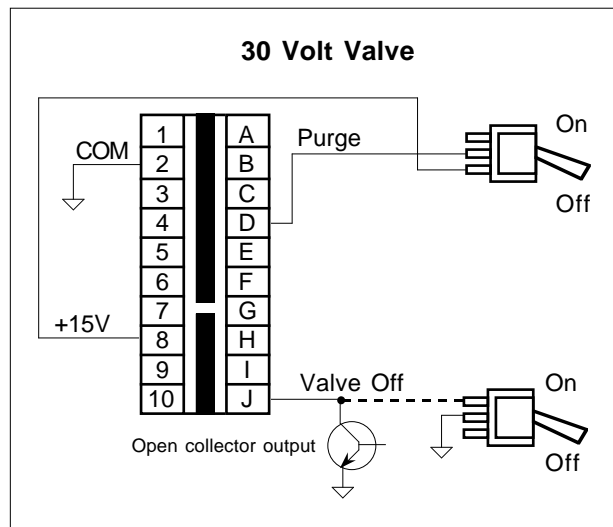 30 Volt Valve
COM
+15V
1 A
2 B
3 C
4 D
5 E
6 F
7 G
8 H
9 I
10 J
Purge
On
Off
Valve Off
On
Off
Open collector output